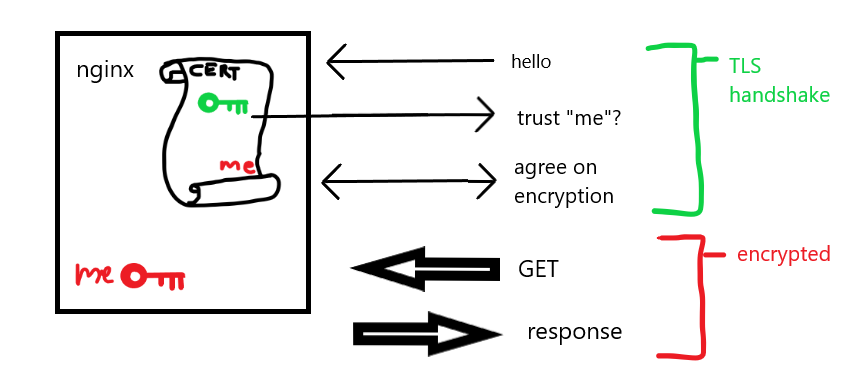 nginx
CERT
me
me
hello
trust "me"?
agree on
encryption
GET
response
TLS
handshake
encrypted